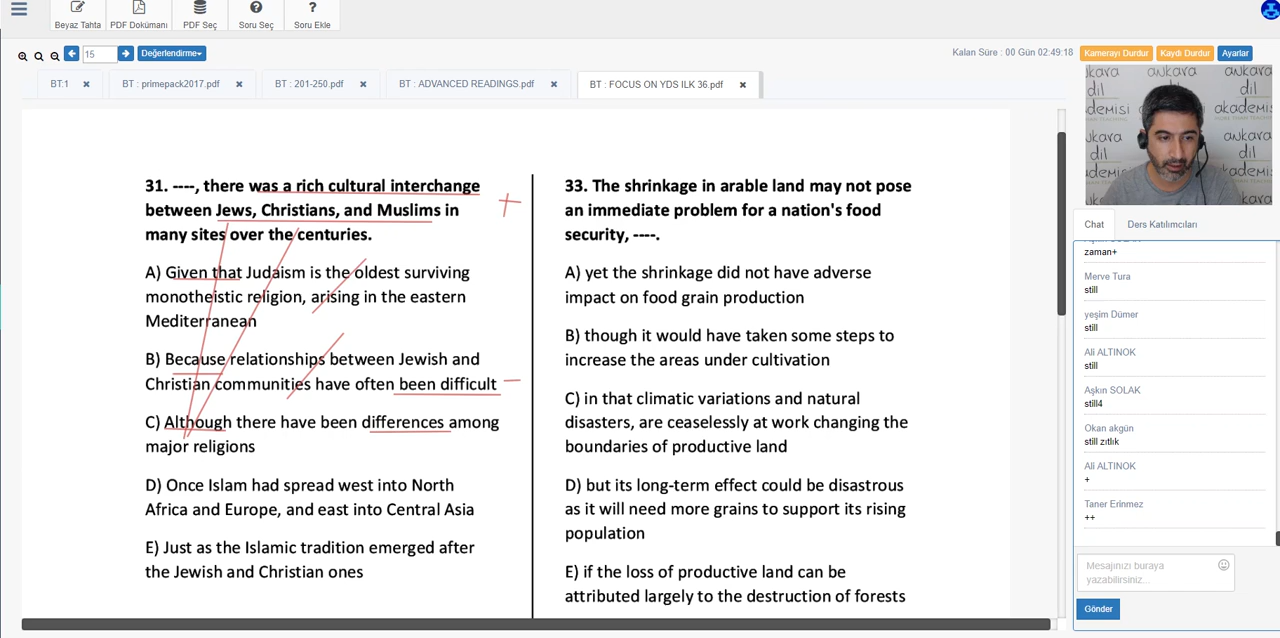 Beyaz Tahta
PDF Dokümanı
PDF Seç
Soru Seç
Soru Ekle
15
Değerlendirme
Kalan Süre : 00 Gün 02:49:18
Kamerayı Durdur
Kaydı Durdur
Ayarlar
BT.1
BT : primepack2017.pdf
BT : 201-250.pdf
BT : ADVANCED READINGS.pdf
BT : FOCUS ON YDS ILK 36.pdf
31. ----, there was a rich cultural interchange
between Jews, Christians, and Muslims in
many sites over the centuries.
A) Given that Judaism is the oldest surviving
monotheistic religion, arising in the eastern
Mediterranean
B) Because relationships between Jewish and
Christian communities have often been difficult
C) Although there have been differences among
major religions
D) Once Islam had spread west into North
Africa and Europe, and east into Central Asia
E) Just as the Islamic tradition emerged after
the Jewish and Christian ones
33. The shrinkage in arable land may not pose
an immediate problem for a nation's food
security, ----.
A) yet the shrinkage did not have adverse
impact on food grain production
B) though it would have taken some steps to
increase the areas under cultivation
C) in that climatic variations and natural
disasters, are ceaselessly at work changing the
boundaries of productive land
D) but its long-term effect could be disastrous
as it will need more grains to support its rising
population
E) if the loss of productive land can be
attributed largely to the destruction of forests
ankara
dil
akademisi
Chat
Ders Katılımcıları
zaman+
Merve Tura
still
yeşim Dümer
still
Ali ALTINOK
still
Aşkın SOLAK
still4
Okan akgün
still zıtlık
Ali ALTINOK
+
Taner Erinmez
++
Mesajınızı buraya
yazabilirsiniz...
Gönder